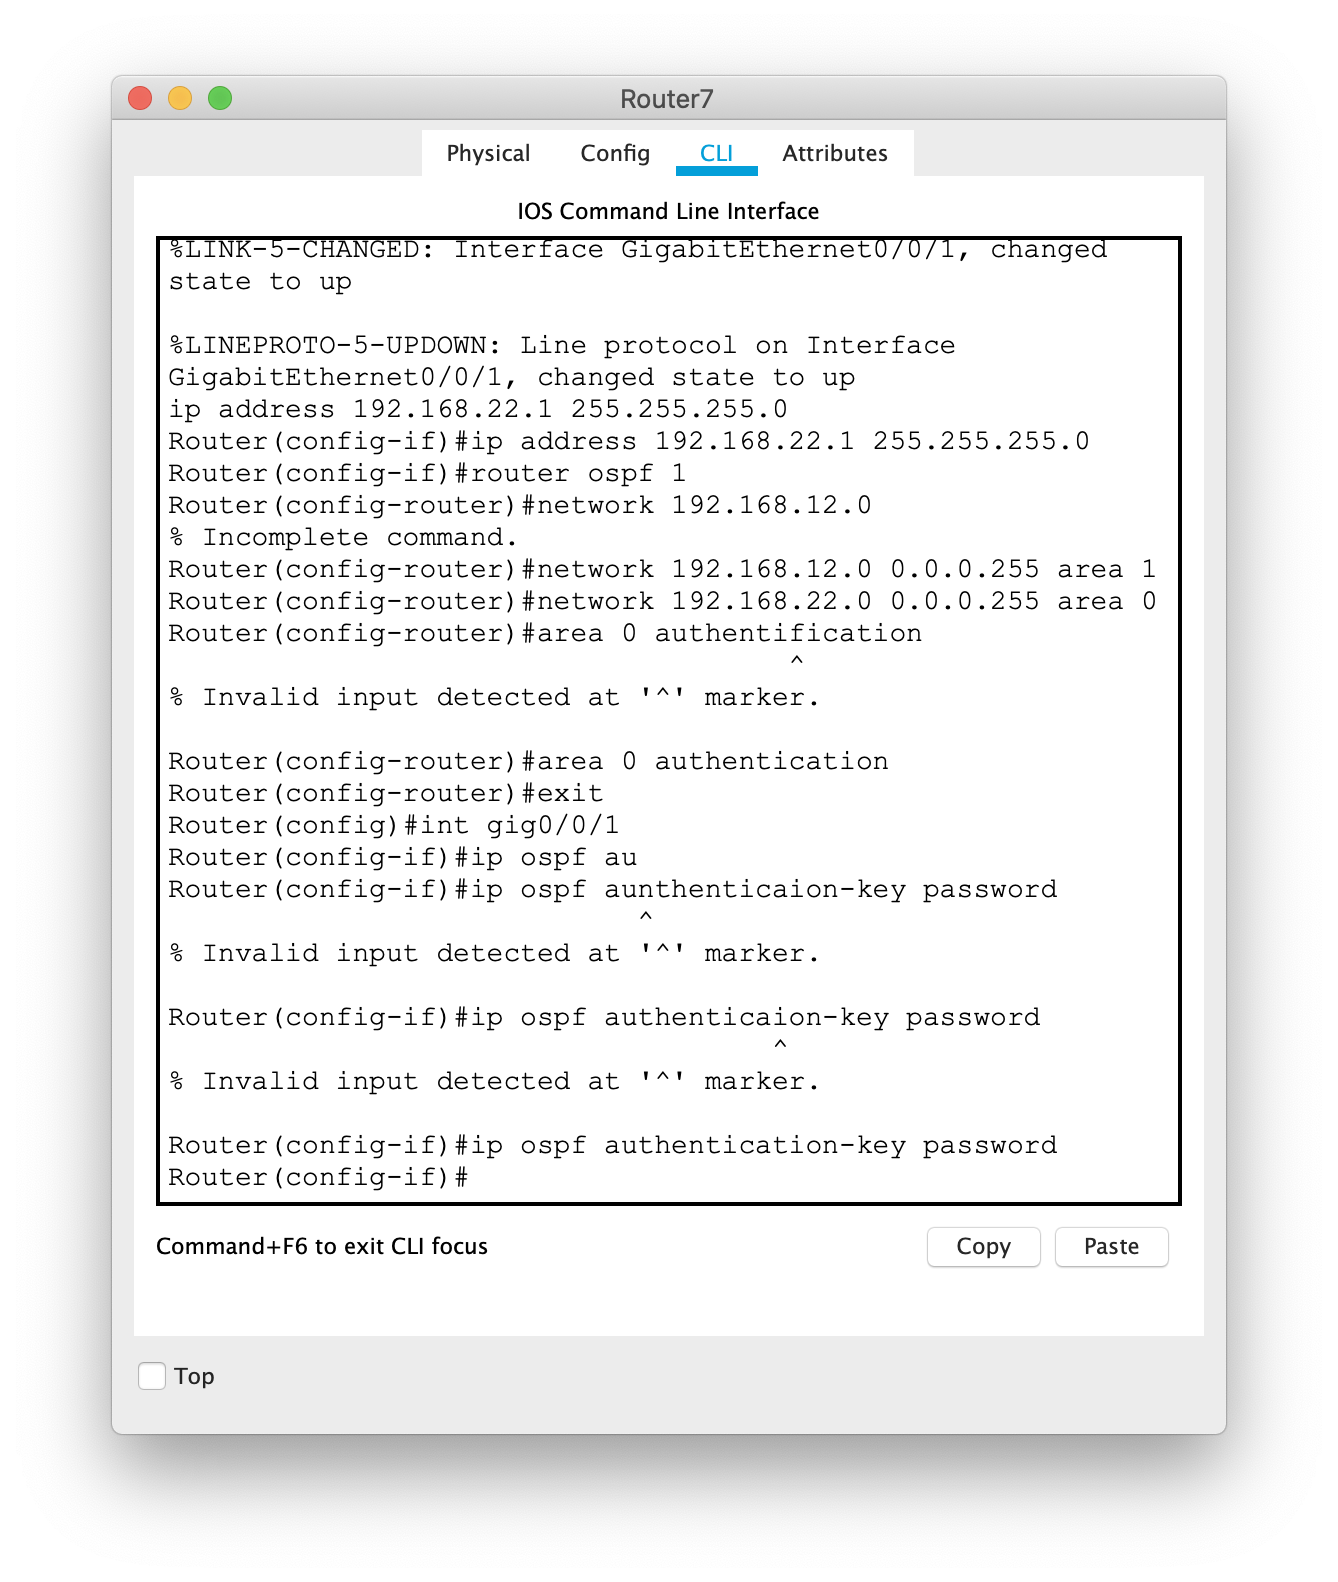 Router7
Physical Config CLI Attributes
IOS Command Line Interface
%LINK-5-CHANGED: Interface GigabitEthernet0/0/1, changed
state to up
%LINEPROTO-5-UPDOWN: Line protocol on Interface
GigabitEthernet0/0/1, changed state to up
ip address 192.168.22.1 255.255.255.0
Router(config-if)#ip address 192.168.22.1 255.255.255.0
Router(config-if)#router ospf 1
Router(config-router)#network 192.168.12.0
% Incomplete command.
Router(config-router)#network 192.168.12.0 0.0.0.255 area 1
Router(config-router)#network 192.168.22.0 0.0.0.255 area 0
Router(config-router)#area 0 authentification
^
% Invalid input detected at '^' marker.
Router(config-router)#area 0 authentication
Router(config-router)#exit
Router(config)#int gig0/0/1
Router(config-if)#ip ospf au
Router(config-if)#ip ospf aunthenticaion-key password
^
% Invalid input detected at '^' marker.
Router(config-if)#ip ospf authenticaion-key password
^
% Invalid input detected at '^' marker.
Router(config-if)#ip ospf authentication-key password
Router(config-if)#
Command+F6 to exit CLI focus Copy Paste
Top